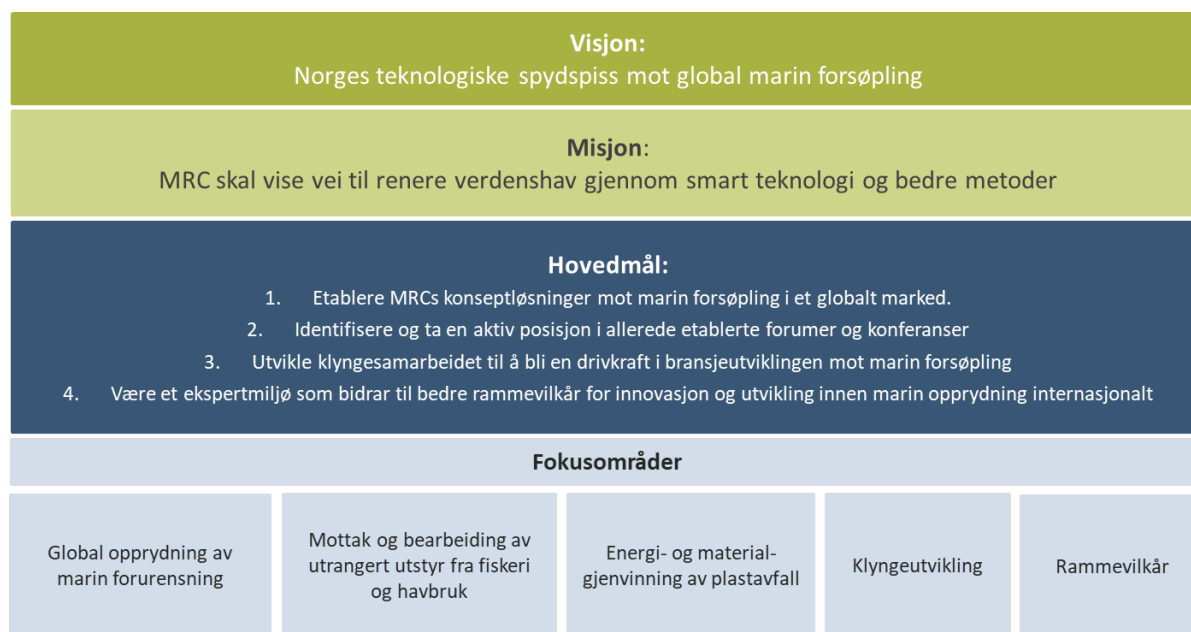 Visjon:
Norges teknologiske spydspiss mot global marin forsøpling
Misjon:
MRC skal vise vei til renere verdenshav gjennom smart teknologi og bedre metoder
Hovedmål:
1. Etablere MRCs konseptløsninger mot marin forsøpling i et globalt marked.
2. Identifisere og ta en aktiv posisjon i allerede etablerte forumer og konferanser
3. Utvikle klyngesamarbeidet til å bli en drivkraft i bransjeutviklingen mot marin forsøpling
4. Være et ekspertmiljø som bidrar til bedre rammevilkår for innovasjon og utvikling innen marin opprydning internasjonalt
Fokusområder
Global opprydning av
marin forurensning
Mottak og bearbeiding av
utrangert utstyr fra fiskeri
og havbruk
Energi- og material-
gjenvinning av plastavfall
Klyngeutvikling
Rammevilkår